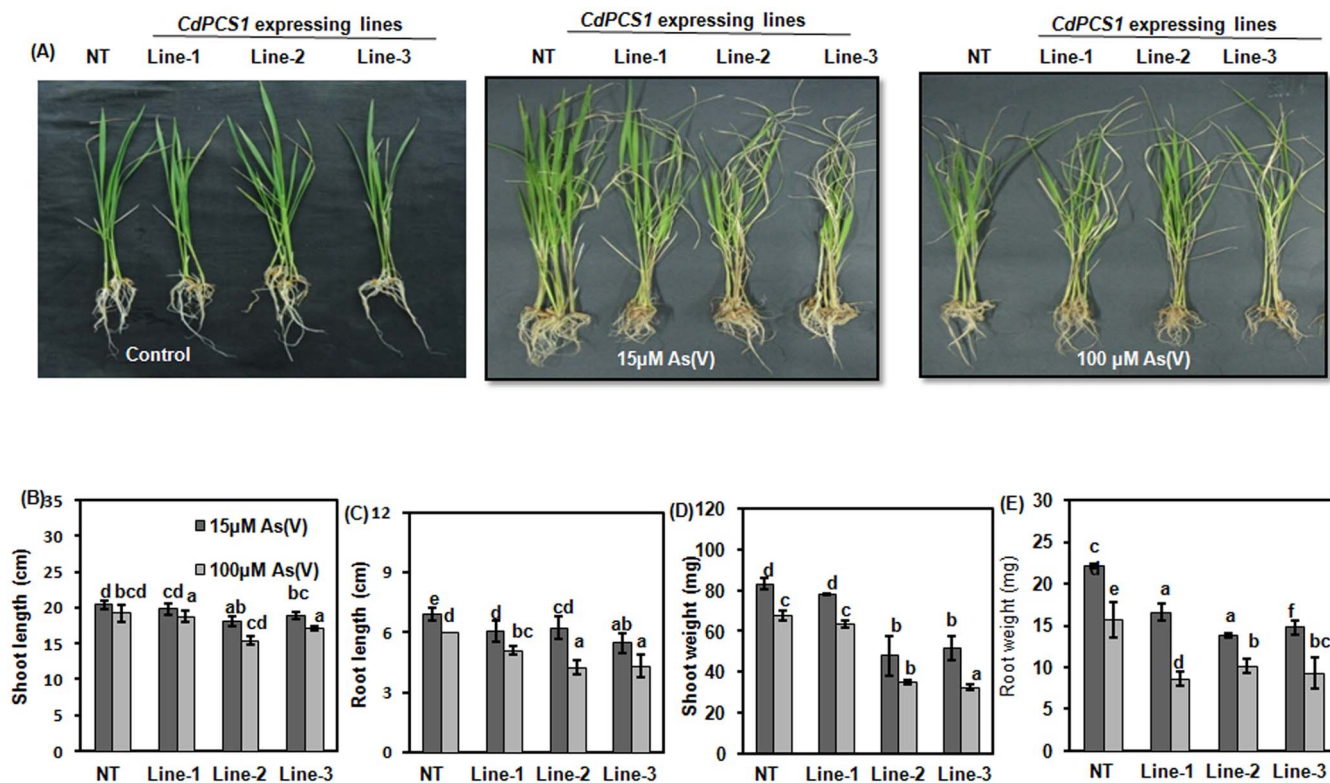 CdPCS1 expressing lines
(A) NT Line-1 Line-2 Line-3
Control
CdPCS1 expressing lines
NT Line-1 Line-2 Line-3
15µM As(V)
CdPCS1 expressing lines
NT Line-1 Line-2 Line-3
100 µM As(V)
(B)
Shoot length (cm)
35
30
25
20
15
10
5
0
15µM As(V)
100µM As(V)
d bcd cd a ab cd bc a
NT Line-1 Line-2 Line-3
(C)
Root length (cm)
12
9
6
3
0
e d d bc cd a ab a
NT Line-1 Line-2 Line-3
(D)
Shoot weight (mg)
120
100
80
60
40
20
0
d c d c b b b a
NT Line-1 Line-2 Line-3
(E)
Root weight (mg)
30
25
20
15
10
5
0
c
d e a d a b f bc
NT Line-1 Line-2 Line-3